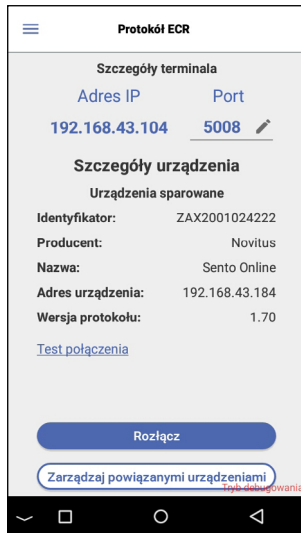 Protokół ECR
Szczegóły terminala
Adres IP Port
192.168.43.104 5008
Szczegóły urządzenia
Urządzenia sparowane
Identyfikator: ZAX2001024222
Producent: Novitus
Nazwa: Sento Online
Adres urządzenia: 192.168.43.184
Wersja protokołu: 1.70
Test połączenia
Rozłącz
Zarządzaj powiązanymi urządzeniami
Tryb debugowania